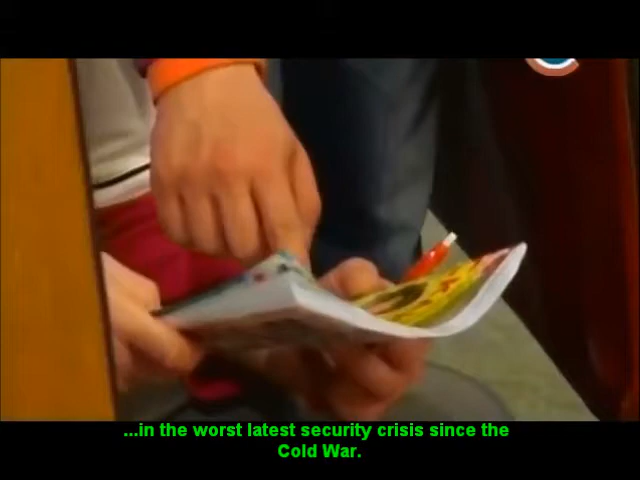 ...in the worst latest security crisis since the
Cold War.